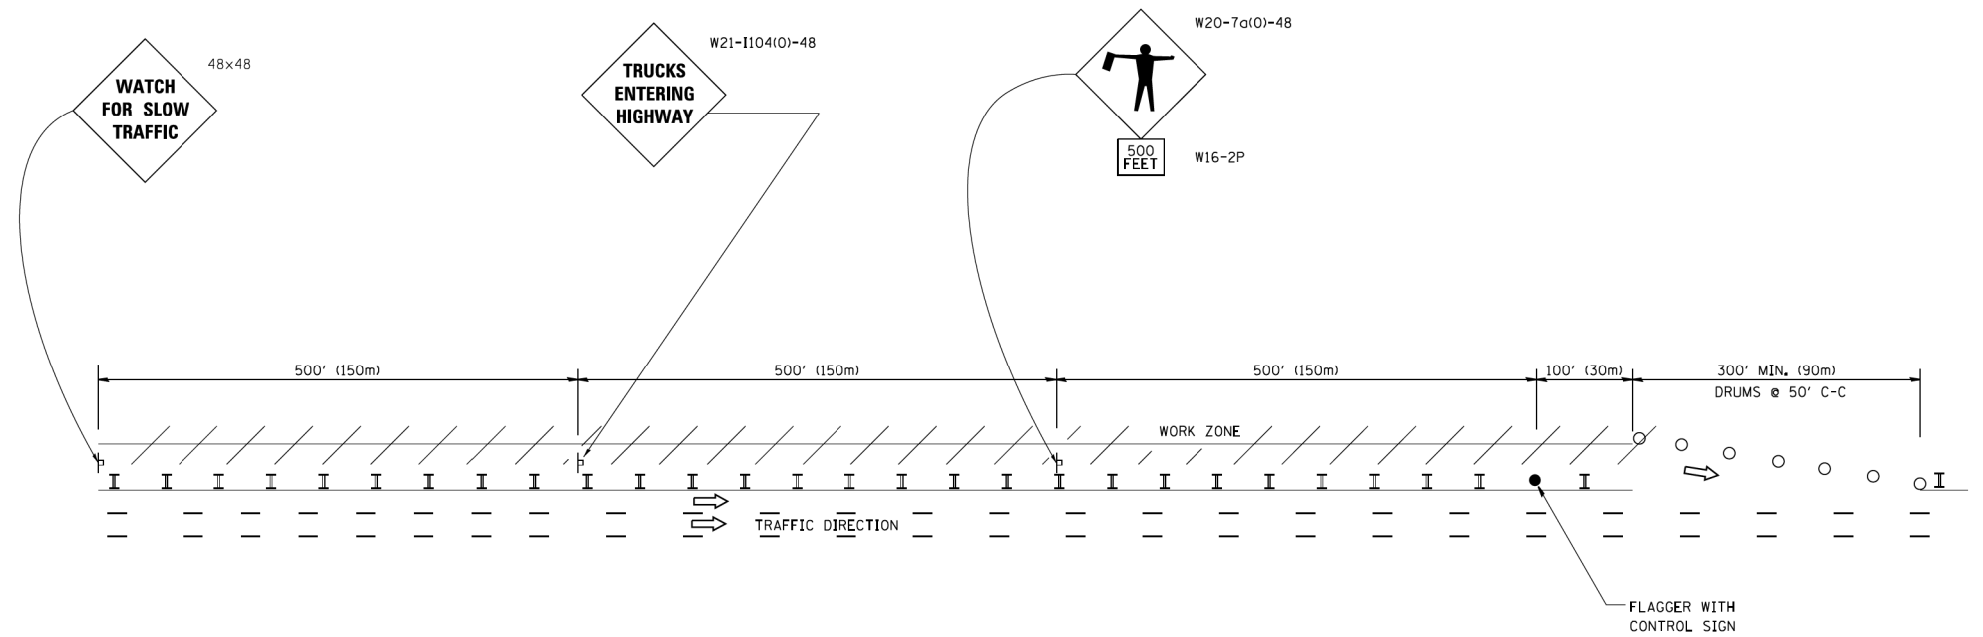 WATCH
FOR SLOW
TRAFFIC
48x48
TRUCKS
ENTERING
HIGHWAY
W21-I104(O)-48
W20-7a(O)-48
500
FEET
W16-2P
500' (150m)
500' (150m)
500' (150m)
100' (30m)
300' MIN. (90m)
DRUMS @ 50' C-C
WORK ZONE
TRAFFIC DIRECTION
FLAGGER WITH
CONTROL SIGN